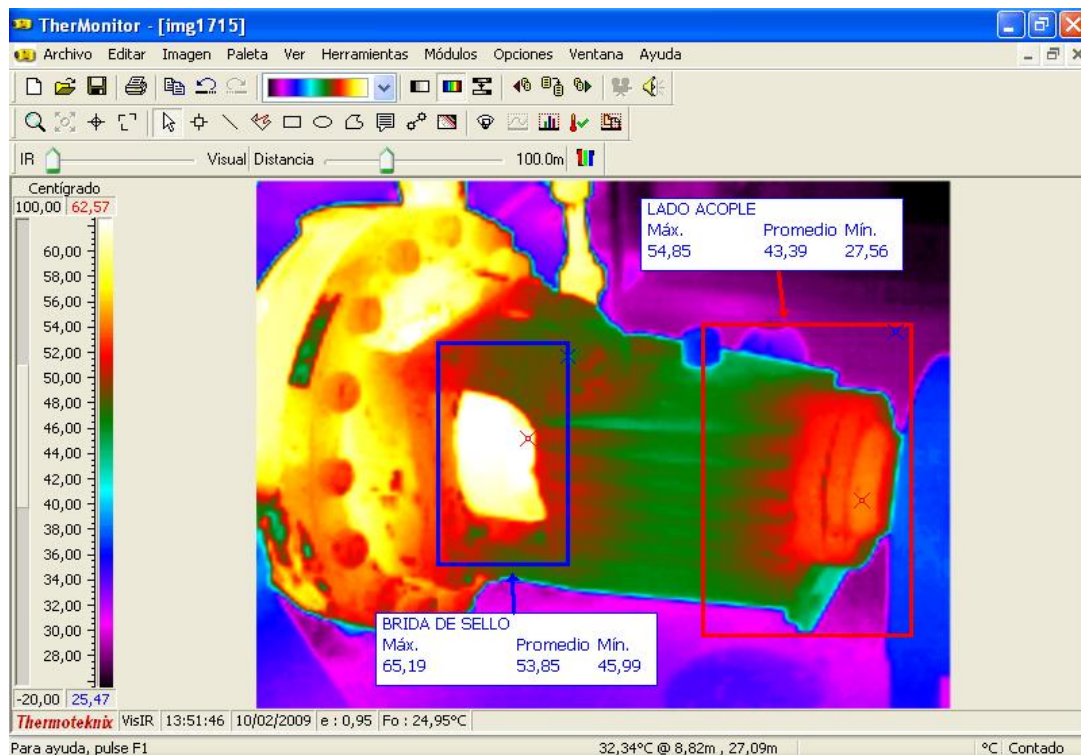 TherMonitor - [img1715]
Archivo Editar Imagen Paleta Ver Herramientas Módulos Opciones Ventana Ayuda
IR Visual Distancia 100.0m
Centígrado
100,00 62,57
60,00
58,00
56,00
54,00
52,00
50,00
48,00
46,00
44,00
42,00
40,00
38,00
36,00
34,00
32,00
30,00
28,00
-20,00 25,47
LADO ACOPLE
Máx. Promedio Mín.
54,85 43,39 27,56
BRIDA DE SELLO
Máx. Promedio Mín.
65,19 53,85 45,99
Thermoteknix VisIR 13:51:46 10/02/2009 e : 0,95 Fo : 24,95°C
Para ayuda, pulse F1 32,34°C @ 8,82m , 27,09m °C Contado